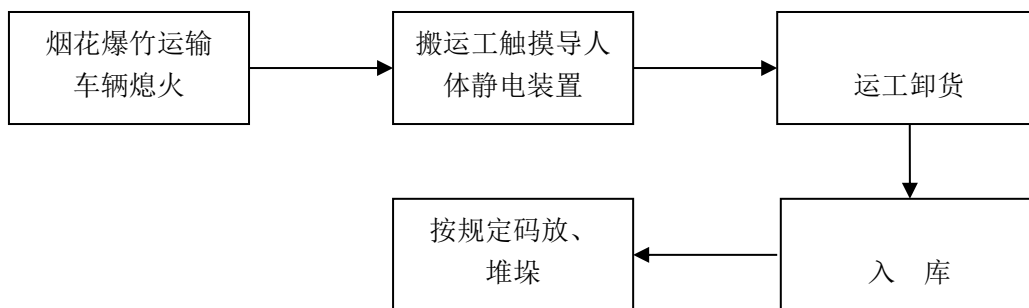 烟花爆竹运输
车辆熄火
搬运工触摸导人
体静电装置
运工卸货
入 库
按规定码放、
堆垛